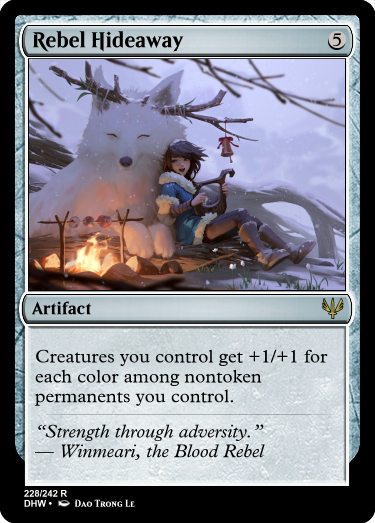 Rebel Hideaway 5
Artifact
Creatures you control get +1/+1 for
each color among nontoken
permanents you control.
“Strength through adversity.”
— Winmeari, the Blood Rebel
228/242 R
DHW • Dao Trong Le